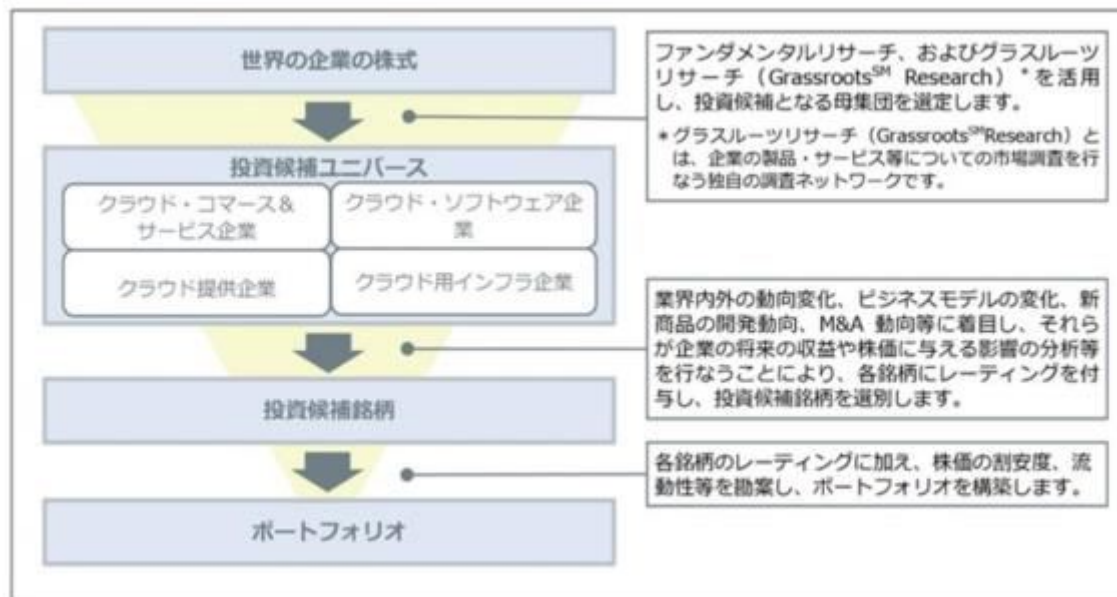 世界の企業の株式
ファンダメンタルリサーチ、およびグラスルーツ
リサーチ（Grassroots℠ Research）*を活用
し、投資候補となる母集団を選定します。
＊グラスルーツリサーチ（Grassroots℠Research）と
は、企業の製品・サービス等についての市場調査を行
なう独自の調査ネットワークです。
投資候補ユニバース
クラウド・コマース＆
サービス企業
クラウド・ソフトウェア企
業
クラウド提供企業
クラウド用インフラ企業
業界内外の動向変化、ビジネスモデルの変化、新
商品の開発動向、M&A 動向等に着目し、それら
が企業の将来の収益や株価に与える影響の分析等
を行なうことにより、各銘柄にレーティングを付
与し、投資候補銘柄を選別します。
投資候補銘柄
各銘柄のレーティングに加え、株価の割安度、流
動性等を勘案し、ポートフォリオを構築します。
ポートフォリオ